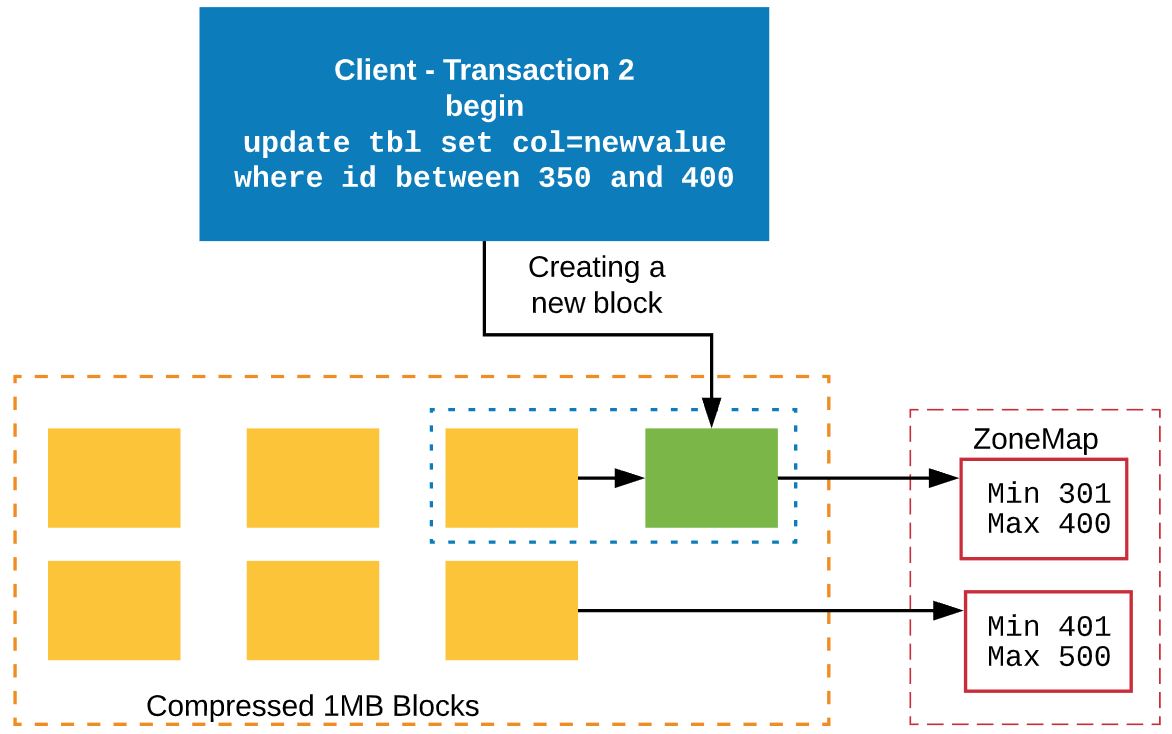 Client - Transaction 2
begin
update tbl set col=newvalue
where id between 350 and 400
Creating a
new block
ZoneMap
Min 301
Max 400
Min 401
Max 500
Compressed 1MB Blocks